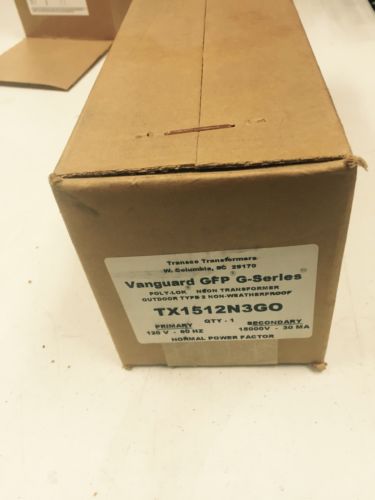 Transco Transformers
W. Columbia, SC 29170
Vanguard GFP G-Series®
POLY-LOK® NEON TRANSFORMER
OUTDOOR TYPE 2 NON-WEATHERPROOF
TX1512N3GO
QTY - 1
PRIMARY SECONDARY
120 V - 60 HZ 15000V - 30 MA
NORMAL POWER FACTOR